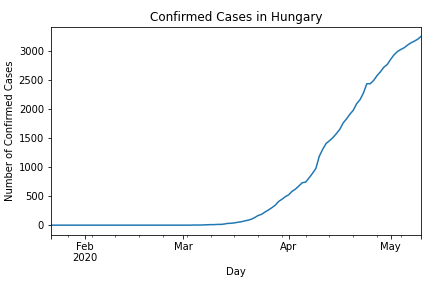 Confirmed Cases in Hungary
Number of Confirmed Cases
3000
2500
2000
1500
1000
500
0
Feb
2020
Mar
Apr
May
Day